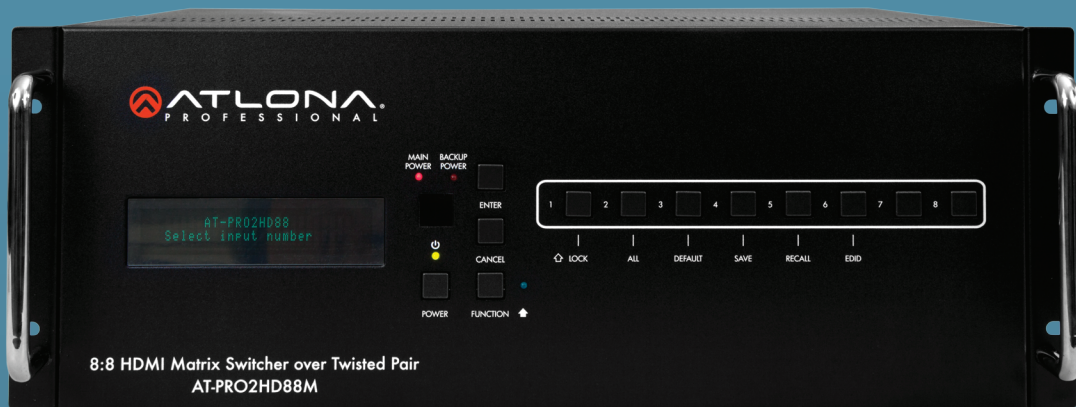 ATLONA®
PROFESSIONAL
MAIN POWER
BACKUP POWER
ENTER
AT-PRO2HD88
Select input number
1 2 3 4 5 6 7 8
CANCEL
LOCK ALL DEFAULT SAVE RECALL EDID
POWER FUNCTION
8:8 HDMI Matrix Switcher over Twisted Pair
AT-PRO2HD88M